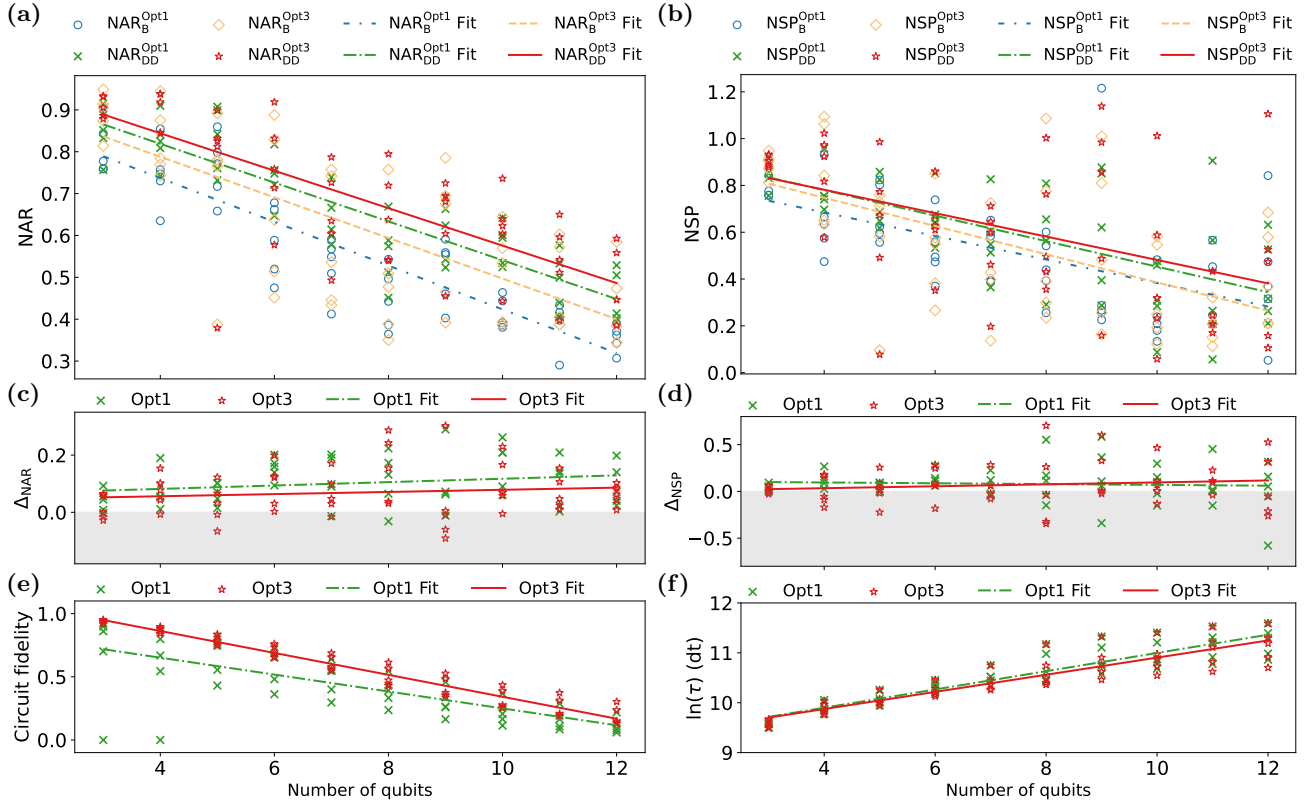 (a)
NAR_B^Opt1 NAR_B^Opt3 NAR_B^Opt1 Fit NAR_B^Opt3 Fit
NAR_DD^Opt1 NAR_DD^Opt3 NAR_DD^Opt1 Fit NAR_DD^Opt3 Fit
NAR
0.9
0.8
0.7
0.6
0.5
0.4
0.3
(b)
NSP_B^Opt1 NSP_B^Opt3 NSP_B^Opt1 Fit NSP_B^Opt3 Fit
NSP_DD^Opt1 NSP_DD^Opt3 NSP_DD^Opt1 Fit NSP_DD^Opt3 Fit
NSP
1.2
1.0
0.8
0.6
0.4
0.2
0.0
(c)
Opt1 Opt3 Opt1 Fit Opt3 Fit
Δ_NAR
0.2
0.0
(d)
Opt1 Opt3 Opt1 Fit Opt3 Fit
Δ_NSP
0.5
0.0
−0.5
(e)
Opt1 Opt3 Opt1 Fit Opt3 Fit
Circuit fidelity
1.0
0.5
0.0
4 6 8 10 12
Number of qubits
(f)
Opt1 Opt3 Opt1 Fit Opt3 Fit
ln(τ) (dt)
12
11
10
9
4 6 8 10 12
Number of qubits